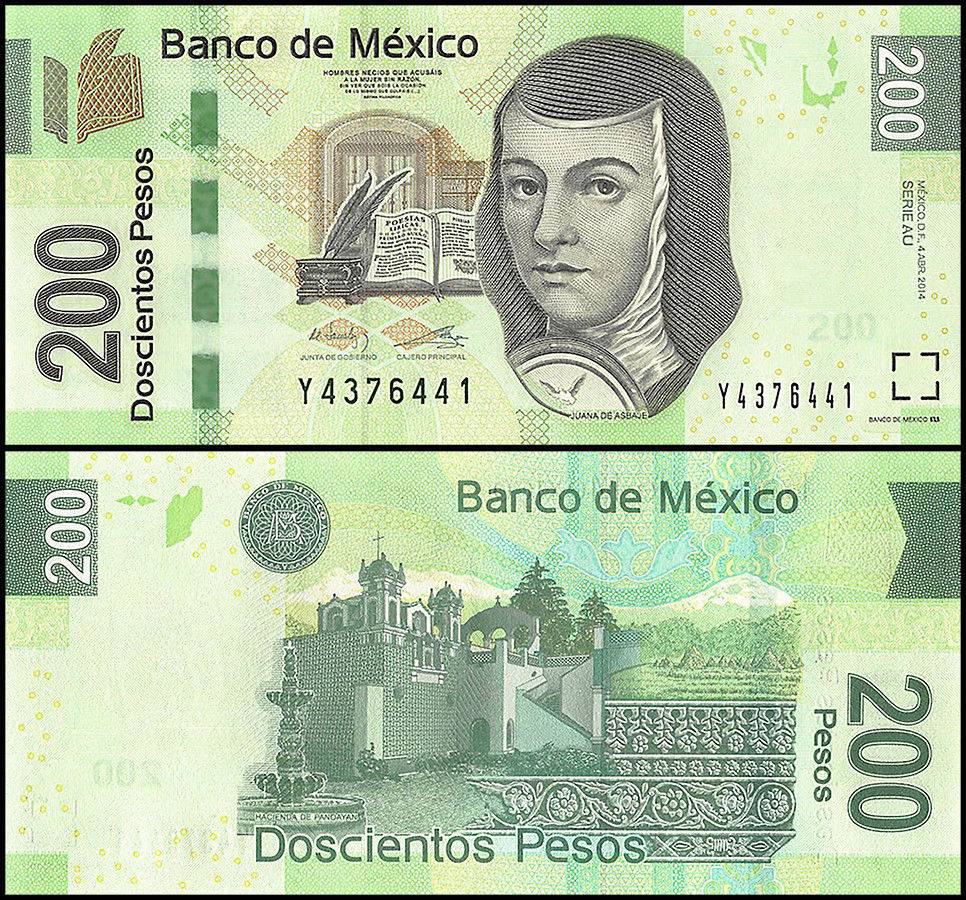 Banco de México
HOMBRES NECIOS QUE ACUSÁIS
A LA MUJER SIN RAZÓN,
SIN VER QUE SOIS LA OCASIÓN
DE LO MISMO QUE CULPÁIS [...]
200
Doscientos Pesos
POESIAS
LIRICAS
POESIAS
JUNTA DE GOBIERNO
CAJERO PRINCIPAL
Y4376441
JUANA DE ASBAJE
200
MÉXICO, D.F., 4 ABR. 2014
SERIE AU
200
Y4376441
BANCO DE MÉXICO
200
BANCO DE MEXICO
Banco de México
200
HACIENDA DE PANOAYAN
Doscientos Pesos
200
Pesos